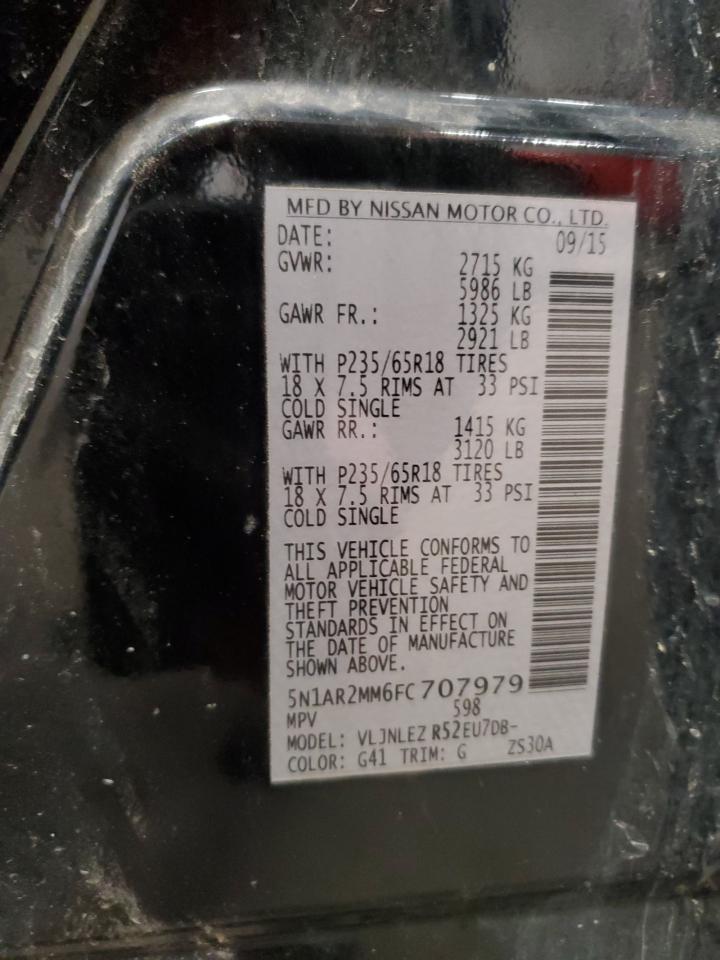 MFD BY NISSAN MOTOR CO., LTD.
DATE: 09/15
GVWR: 2715 KG
5986 LB
GAWR FR.: 1325 KG
2921 LB
WITH P235/65R18 TIRES
18 X 7.5 RIMS AT 33 PSI
COLD SINGLE
GAWR RR.: 1415 KG
3120 LB
WITH P235/65R18 TIRES
18 X 7.5 RIMS AT 33 PSI
COLD SINGLE
THIS VEHICLE CONFORMS TO
ALL APPLICABLE FEDERAL
MOTOR VEHICLE SAFETY AND
THEFT PREVENTION
STANDARDS IN EFFECT ON
THE DATE OF MANUFACTURE
SHOWN ABOVE.
5N1AR2MM6FC707979
MPV 598
MODEL: VLJNLEZ R52EU7DB-
COLOR: G41 TRIM: G ZS30A